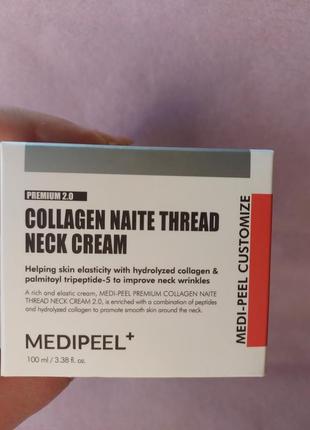 PREMIUM 2.0
COLLAGEN NAITE THREAD
NECK CREAM
Helping skin elasticity with hydrolyzed collagen &
palmitoyl tripeptide-5 to improve neck wrinkles
A rich and elastic cream, MEDI-PEEL PREMIUM COLLAGEN NAITE
THREAD NECK CREAM 2.0, is enriched with a combination of peptides
and hydrolyzed collagen to promote smooth skin around the neck.
MEDIPEEL+
100 ml / 3.38 fl. oz.
MEDI-PEEL CUSTOMIZE